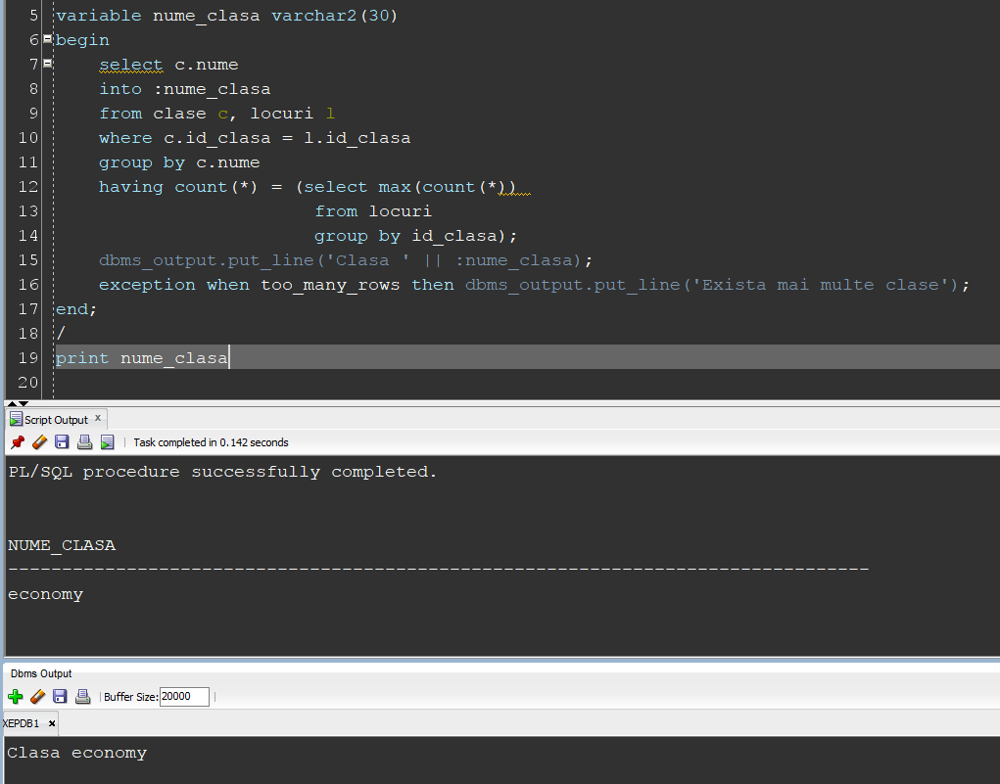 5 variable nume_clasa varchar2(30)
6 begin
7 select c.nume
8 into :nume_clasa
9 from clase c, locuri l
10 where c.id_clasa = l.id_clasa
11 group by c.nume
12 having count(*) = (select max(count(*))
13 from locuri
14 group by id_clasa);
15 dbms_output.put_line('Clasa ' || :nume_clasa);
16 exception when too_many_rows then dbms_output.put_line('Exista mai multe clase');
17 end;
18 /
19 print nume_clasa
20
Script Output x
Task completed in 0.142 seconds
PL/SQL procedure successfully completed.
NUME_CLASA
--------------------------------------------------------------------------------
economy
Dbms Output
Buffer Size: 20000
XEPDB1 x
Clasa economy